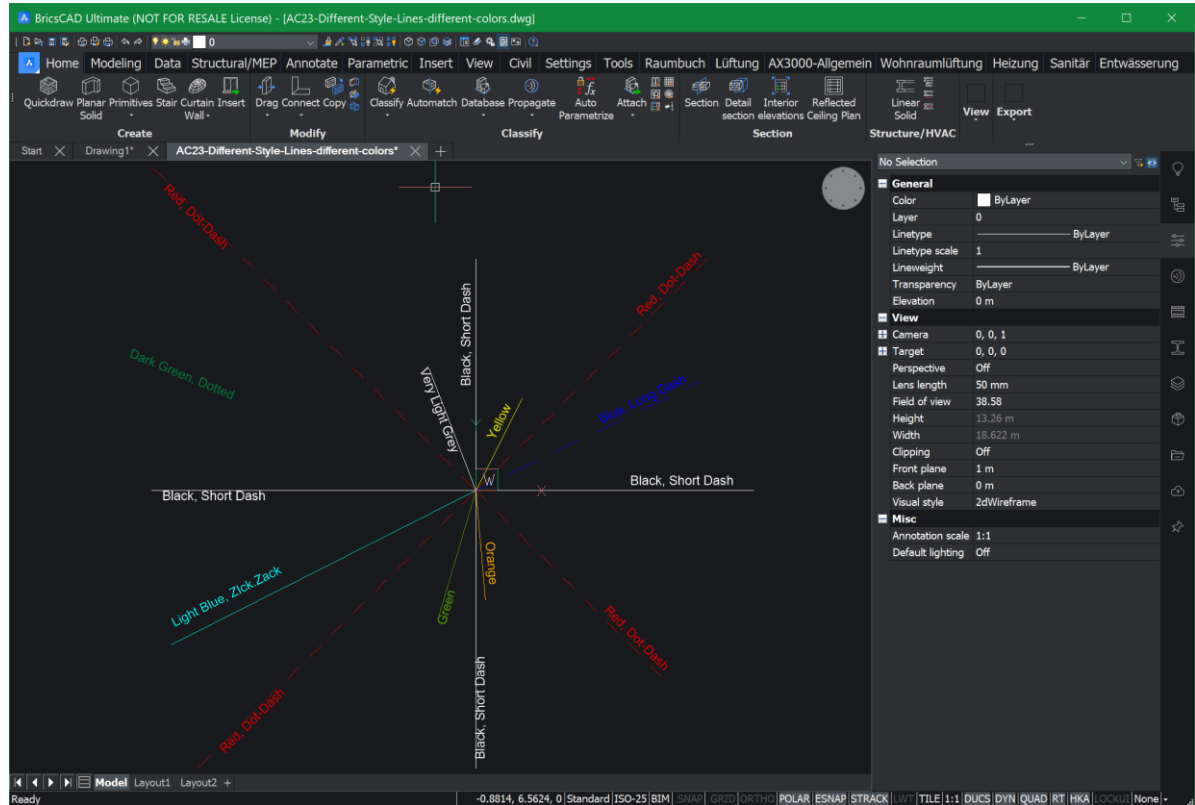 BricsCAD Ultimate (NOT FOR RESALE License) - [AC23-Different-Style-Lines-different-colors.dwg]
0
Home Modeling Data Structural/MEP Annotate Parametric Insert View Civil Settings Tools Raumbuch Lüftung AX3000-Allgemein Wohnraumlüftung Heizung Sanitär Entwässerung
Quickdraw Planar Solid Primitives Stair Curtain Wall Insert Drag Connect Copy Classify Automatch Database Propagate Auto Parametrize Attach Section Detail section Interior elevations Reflected Ceiling Plan Linear Solid View Export
Create Modify Classify Section Structure/HVAC
Start Drawing1* AC23-Different-Style-Lines-different-colors*
Red, Dot-Dash
Red, Dot-Dash
Black, Short Dash
Dark Green, Dotted
Very Light Grey
Yellow
Blue, Long Dash
W
Black, Short Dash
Black, Short Dash
X
Orange
Light Blue, ZIck.Zack
Green
Red, Dot-Dash
Red, Dot-Dash
Black, Short Dash
No Selection
General
Color ByLayer
Layer 0
Linetype ByLayer
Linetype scale 1
Lineweight ByLayer
Transparency ByLayer
Elevation 0 m
View
Camera 0, 0, 1
Target 0, 0, 0
Perspective Off
Lens length 50 mm
Field of view 38.58
Height 13.26 m
Width 18.622 m
Clipping Off
Front plane 1 m
Back plane 0 m
Visual style 2dWireframe
Misc
Annotation scale 1:1
Default lighting Off
Model Layout1 Layout2 +
Ready -0.8814, 6.5624, 0 Standard ISO-25 BIM SNAP GRID ORTHO POLAR ESNAP STRACK LWT TILE 1:1 DUCS DYN QUAD RT HKA LOCKUI None